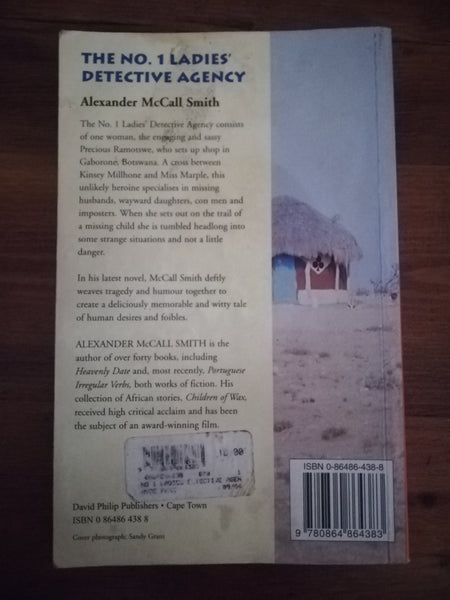 THE NO. 1 LADIES'
DETECTIVE AGENCY
Alexander McCall Smith
The No. 1 Ladies' Detective Agency consists
of one woman, the engaging and sassy
Precious Ramotswe, who sets up shop in
Gaborone, Botswana. A cross between
Kinsey Millhone and Miss Marple, this
unlikely heroine specialises in missing
husbands, wayward daughters, con men and
imposters. When she sets out on the trail of
a missing child she is tumbled headlong into
some strange situations and not a little
danger.
In his latest novel, McCall Smith deftly
weaves tragedy and humour together to
create a deliciously memorable and witty tale
of human desires and foibles.
ALEXANDER McCALL SMITH is the
author of over forty books, including
Heavenly Date and, most recently, Portuguese
Irregular Verbs, both works of fiction. His
collection of African stories, Children of Wax,
received high critical acclaim and has been
the subject of an award-winning film.
NO 1 LADIES
David Philip Publishers • Cape Town
ISBN 0 86486 438 8
Cover photograph: Sandy Grant
ISBN 0-86486-438-8
9 780864 864383